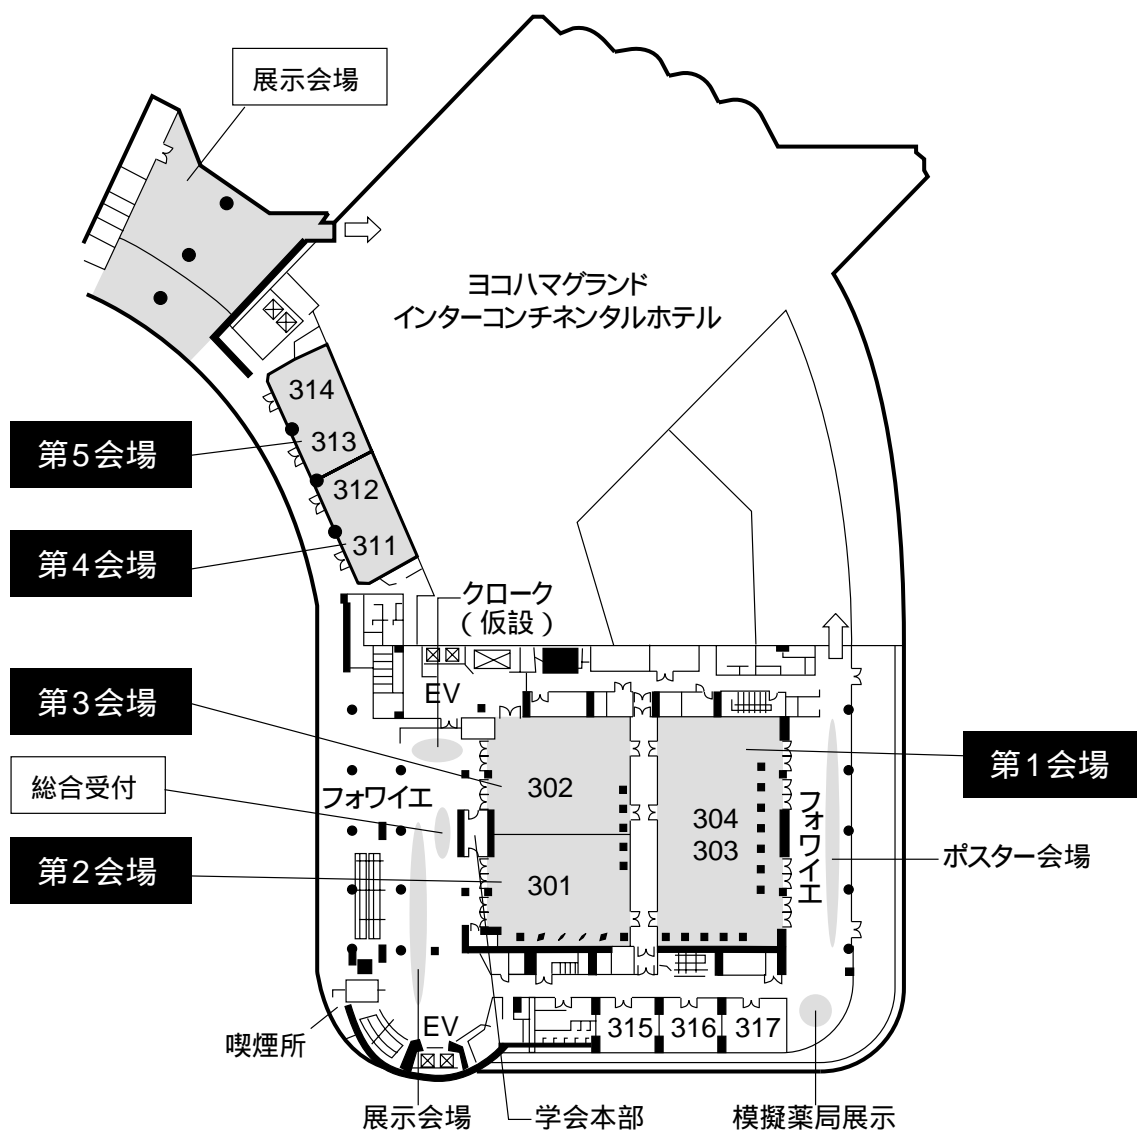 展示会場
ヨコハマグランド
インターコンチネンタルホテル
314
313
312
311
第5会場
第4会場
クローク
(仮設)
EV
第3会場
第1会場
総合受付
フォワイエ
302
304
303
フォワイエ
ポスター会場
第2会場
301
315
316
317
EV
喫煙所
展示会場
学会本部
模擬薬局展示